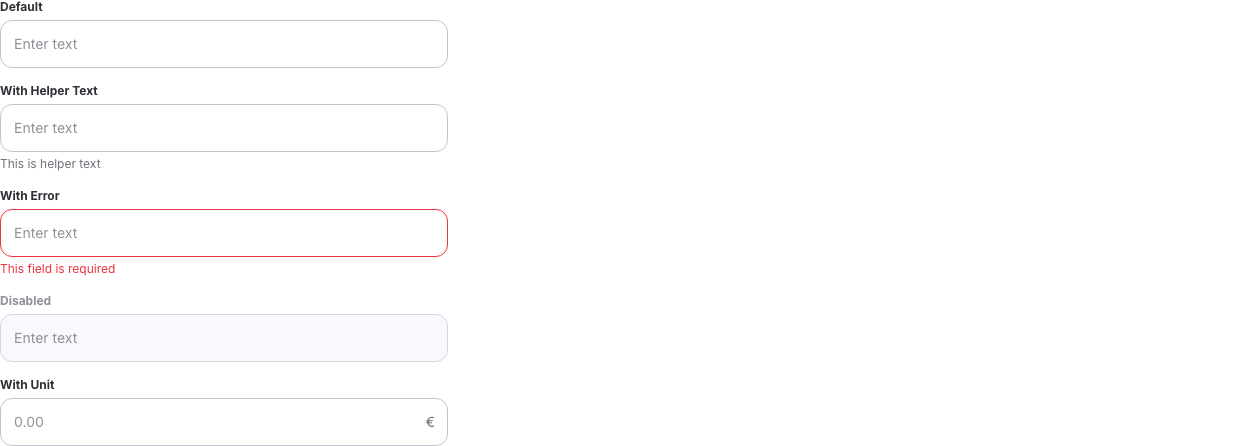 Default
Enter text
With Helper Text
Enter text
This is helper text
With Error
Enter text
This field is required
Disabled
Enter text
With Unit
0.00 €